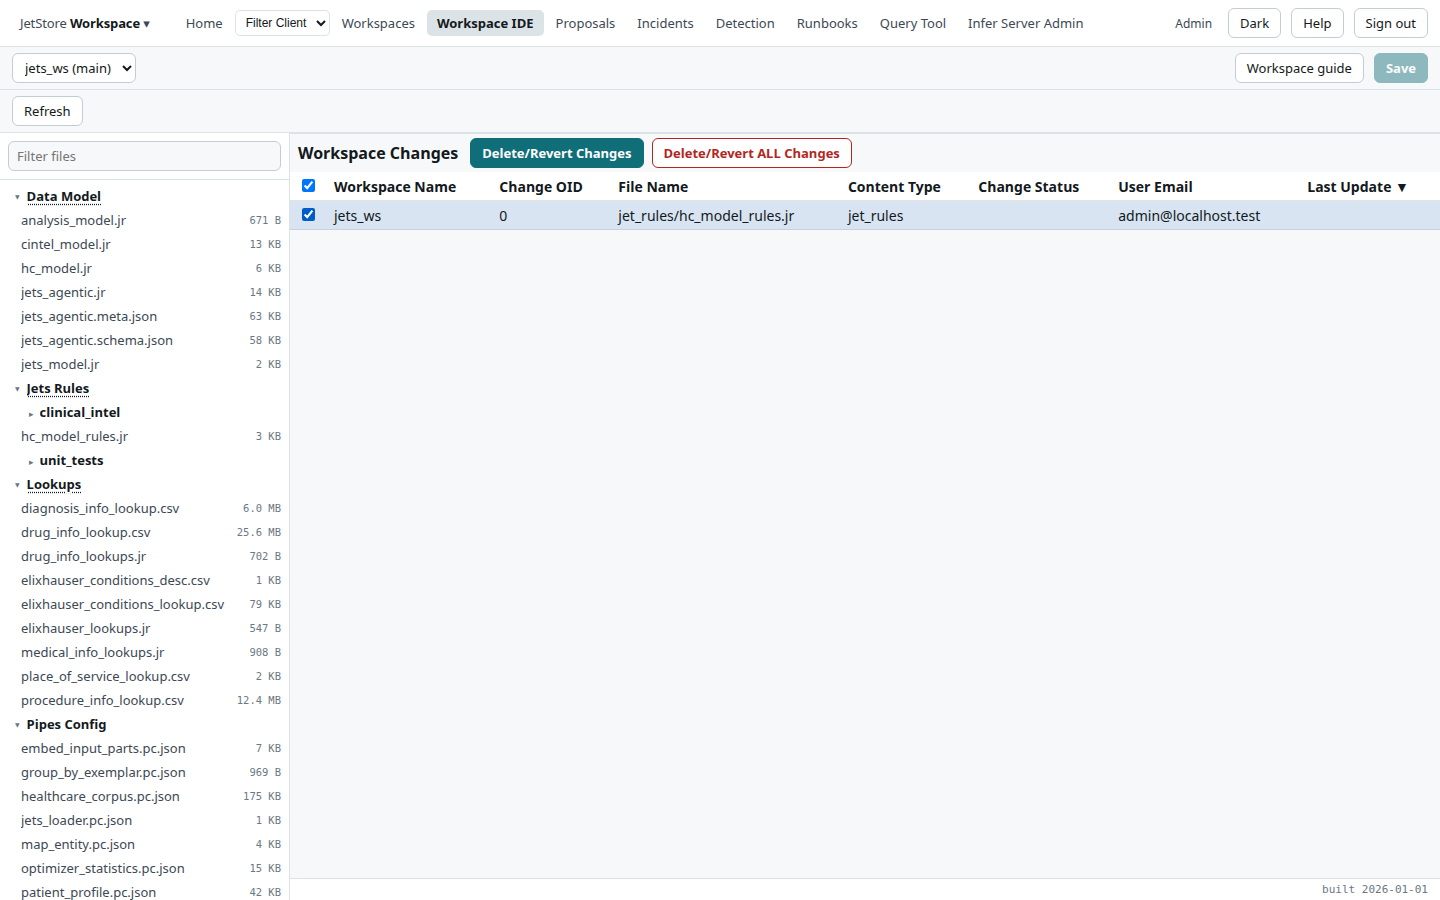 JetStore Workspace ▾ Home Filter Client Workspaces Workspace IDE Proposals Incidents Detection Runbooks Query Tool Infer Server Admin Admin Dark Help Sign out
jets_ws (main) Workspace guide Save
Refresh
Filter files
Workspace Changes Delete/Revert Changes Delete/Revert ALL Changes
Workspace Name Change OID File Name Content Type Change Status User Email Last Update ▼
jets_ws 0 jet_rules/hc_model_rules.jr jet_rules admin@localhost.test
Data Model
analysis_model.jr 671 B
cintel_model.jr 13 KB
hc_model.jr 6 KB
jets_agentic.jr 14 KB
jets_agentic.meta.json 63 KB
jets_agentic.schema.json 58 KB
jets_model.jr 2 KB
Jets Rules
clinical_intel
hc_model_rules.jr 3 KB
unit_tests
Lookups
diagnosis_info_lookup.csv 6.0 MB
drug_info_lookup.csv 25.6 MB
drug_info_lookups.jr 702 B
elixhauser_conditions_desc.csv 1 KB
elixhauser_conditions_lookup.csv 79 KB
elixhauser_lookups.jr 547 B
medical_info_lookups.jr 908 B
place_of_service_lookup.csv 2 KB
procedure_info_lookup.csv 12.4 MB
Pipes Config
embed_input_parts.pc.json 7 KB
group_by_exemplar.pc.json 969 B
healthcare_corpus.pc.json 175 KB
jets_loader.pc.json 1 KB
map_entity.pc.json 4 KB
optimizer_statistics.pc.json 15 KB
patient_profile.pc.json 42 KB
built 2026-01-01